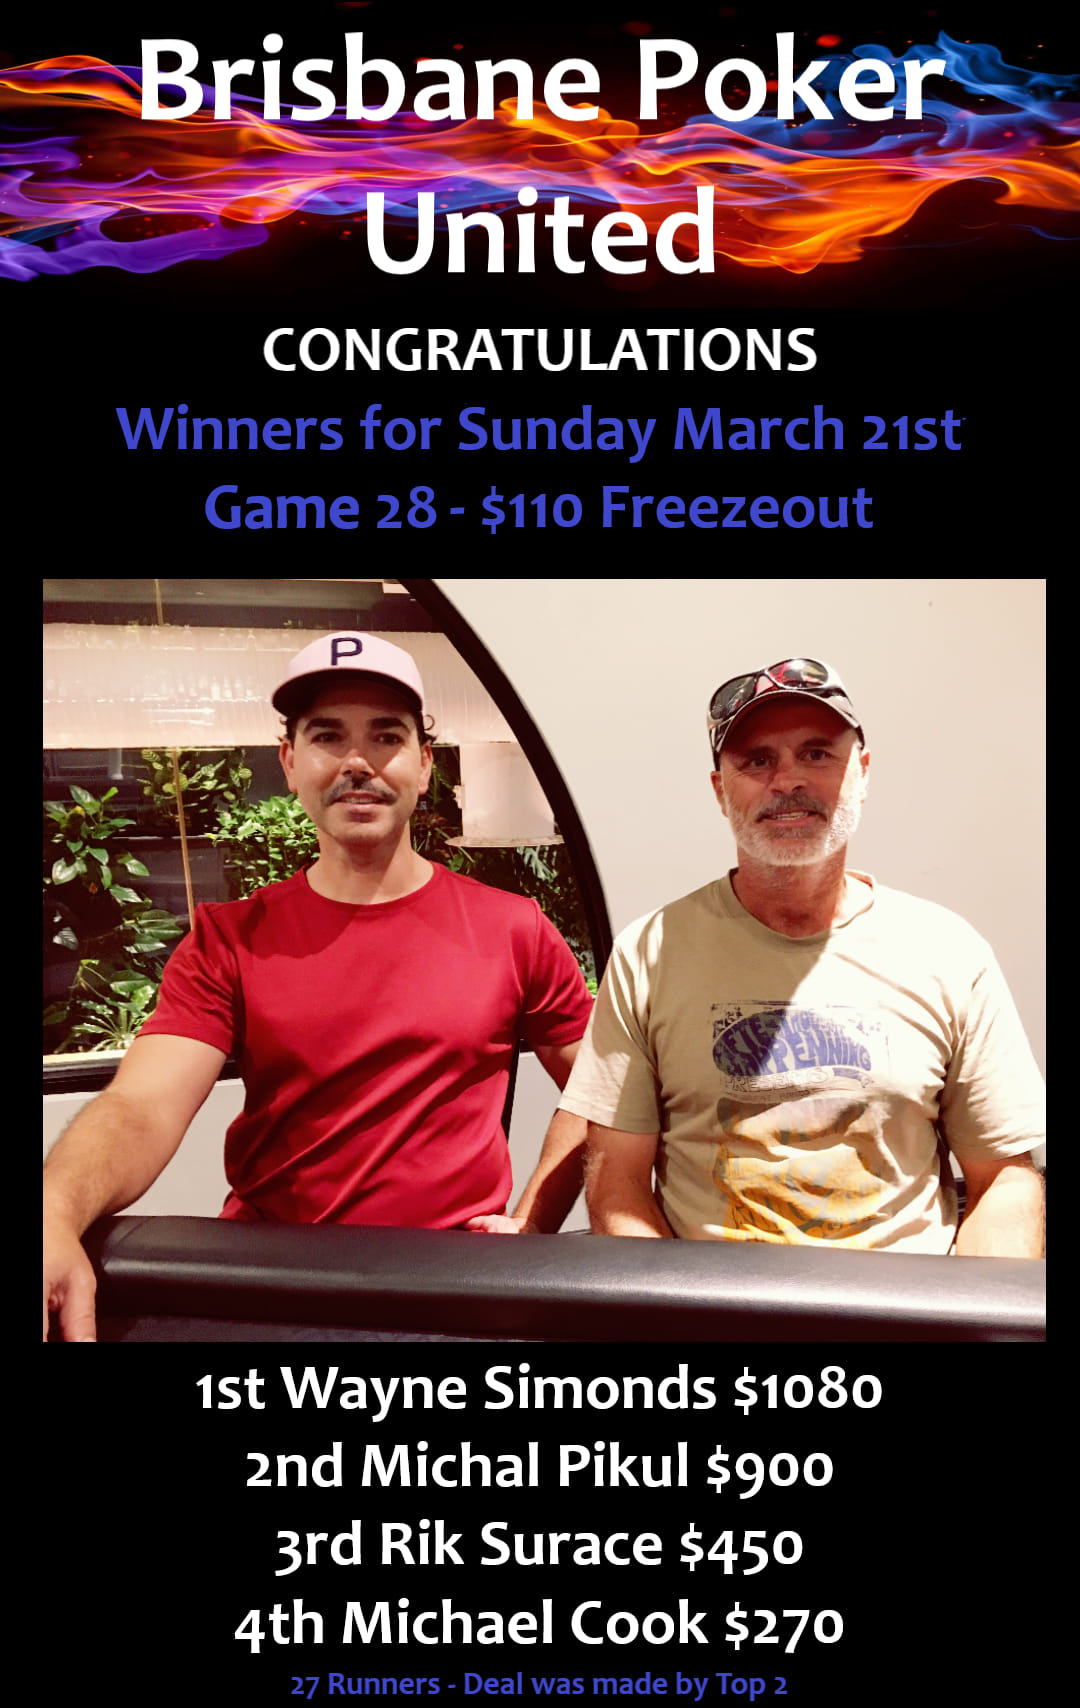 Brisbane Poker
United
CONGRATULATIONS
Winners for Sunday March 21st
Game 28 - $110 Freezeout
P
PRESENTS
1st Wayne Simonds $1080
2nd Michal Pikul $900
3rd Rik Surace $450
4th Michael Cook $270
27 Runners - Deal was made by Top 2